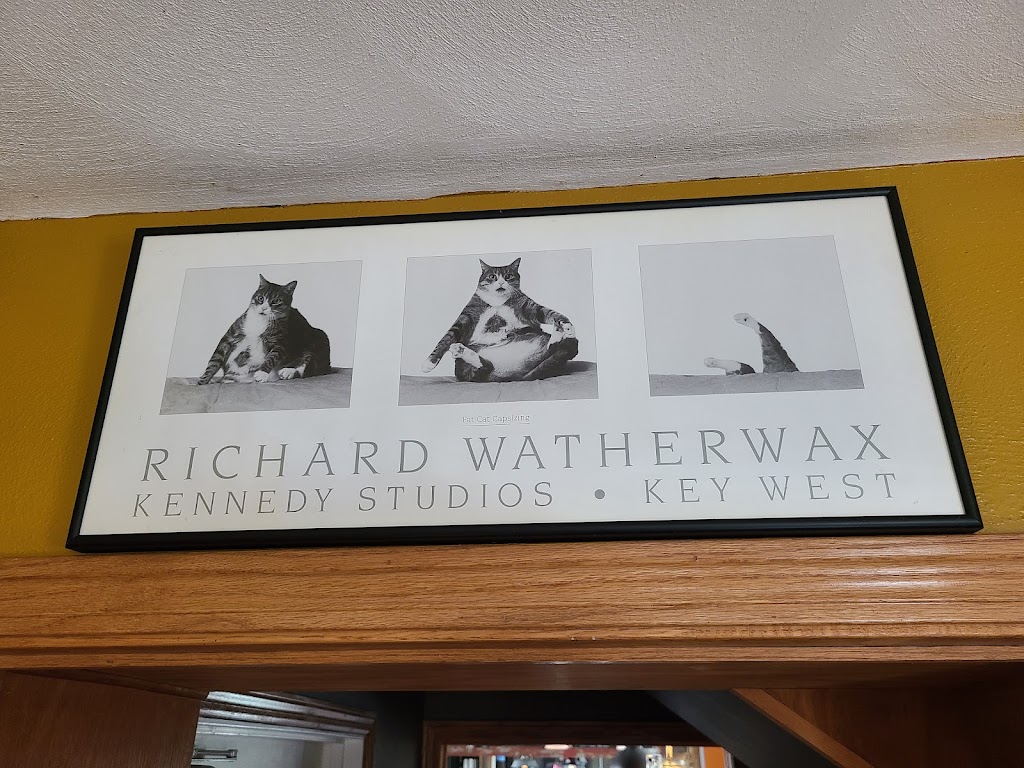 Fat Cat Capsizing
RICHARD WATHERWAX
KENNEDY STUDIOS • KEY WEST